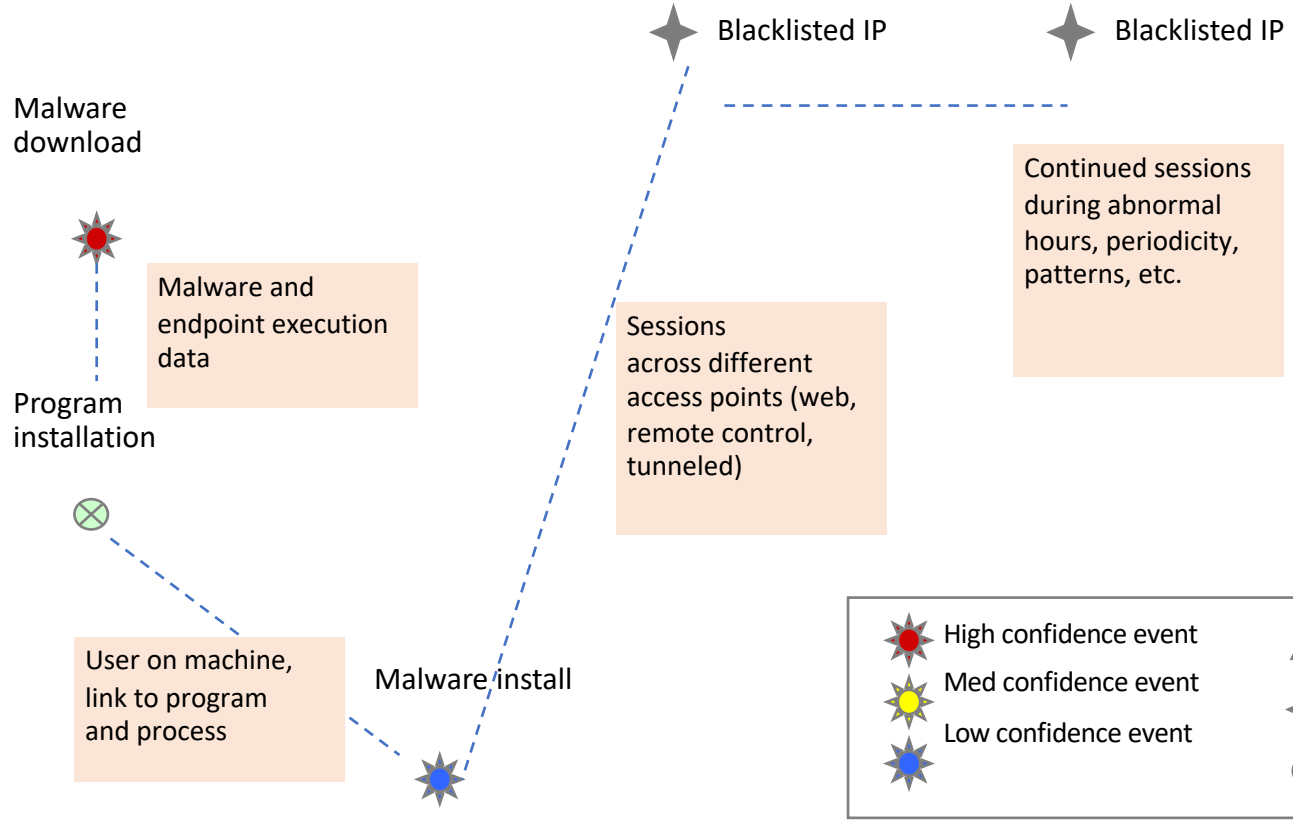 Blacklisted IP
Blacklisted IP
Malware
download
Continued sessions
during abnormal
hours, periodicity,
patterns, etc.
Malware and
endpoint execution
data
Sessions
across different
access points (web,
remote control,
tunneled)
Program
installation
User on machine,
link to program
and process
Malware install
High confidence event
Med confidence event
Low confidence event